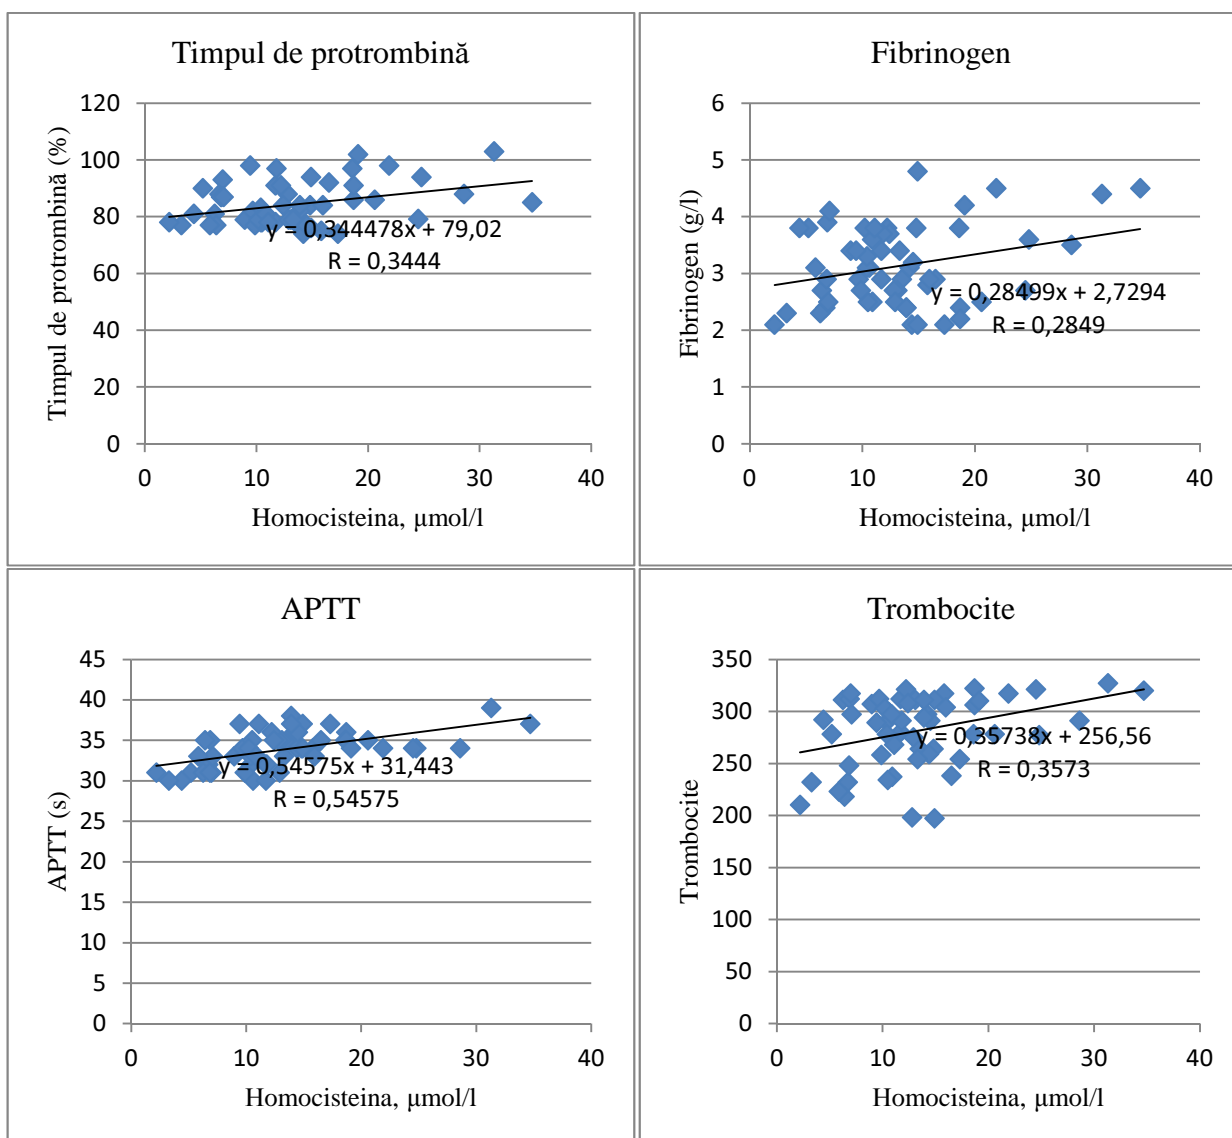 Timpul de protrombină
Timpul de protrombină (%)
120
100
80
60
40
20
0
y = 0,344478x + 79,02
R = 0,3444
0 10 20 30 40
Homocisteina, μmol/l
Fibrinogen
Fibrinogen (g/l)
6
5
4
3
2
1
0
y = 0,28499x + 2,7294
R = 0,2849
0 10 20 30 40
Homocisteina, μmol/l
APTT
APTT (s)
45
40
35
30
25
20
15
10
5
0
y = 0,54575x + 31,443
R = 0,54575
0 10 20 30 40
Homocisteina, μmol/l
Trombocite
Trombocite
350
300
250
200
150
100
50
0
y = 0,35738x + 256,56
R = 0,3573
0 10 20 30 40
Homocisteina, μmol/l